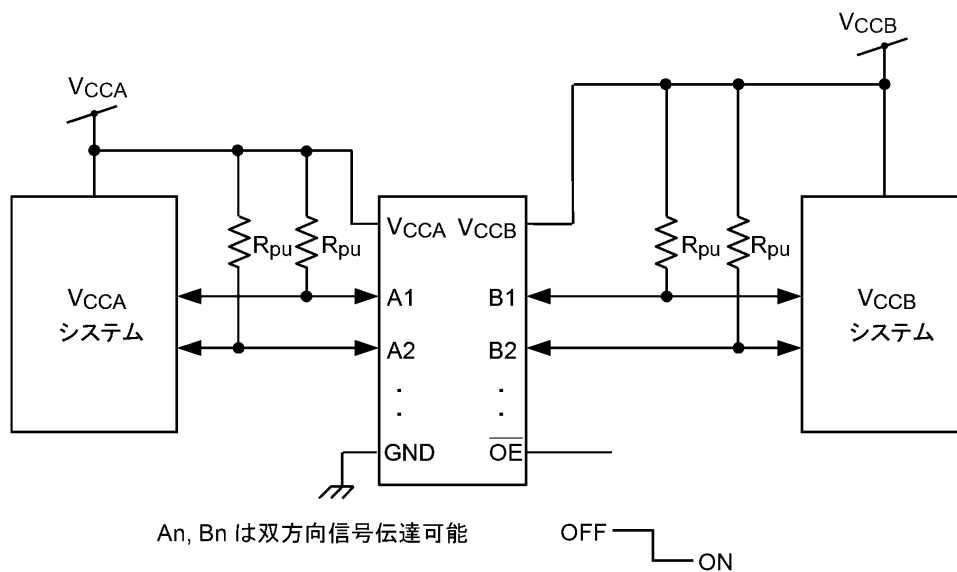 VCCB
VCCA
VCCA VCCB
Rpu Rpu Rpu Rpu
VCCA
システム
A1 B1
VCCB
システム
A2 B2
GND OE
An, Bn は双方向信号伝達可能
OFF
ON